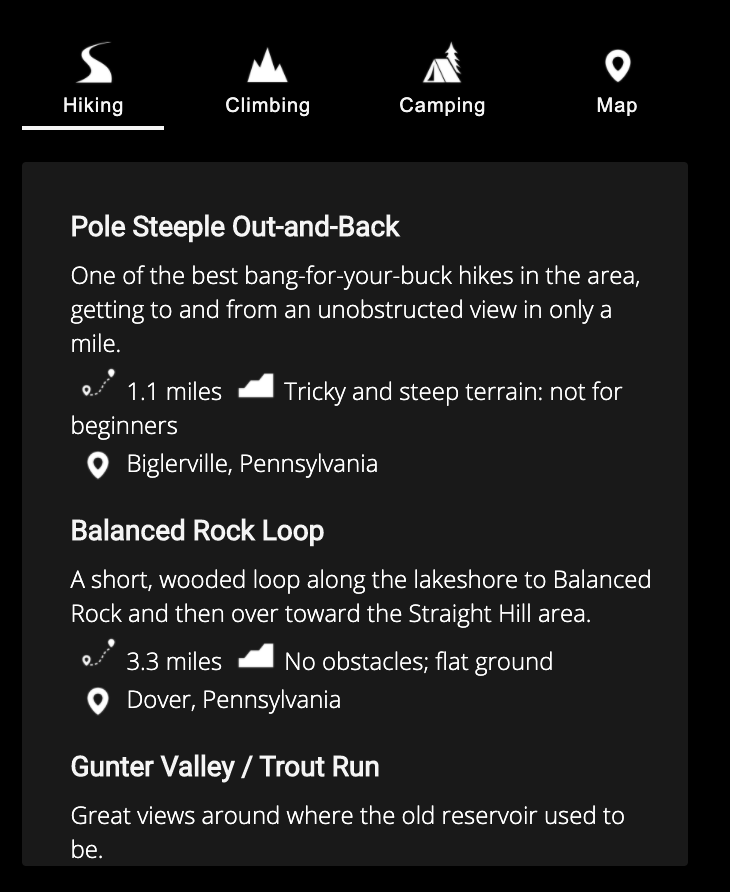 Hiking Climbing Camping Map
Pole Steeple Out-and-Back
One of the best bang-for-your-buck hikes in the area,
getting to and from an unobstructed view in only a
mile.
1.1 miles Tricky and steep terrain: not for
beginners
Biglerville, Pennsylvania
Balanced Rock Loop
A short, wooded loop along the lakeshore to Balanced
Rock and then over toward the Straight Hill area.
3.3 miles No obstacles; flat ground
Dover, Pennsylvania
Gunter Valley / Trout Run
Great views around where the old reservoir used to
be.